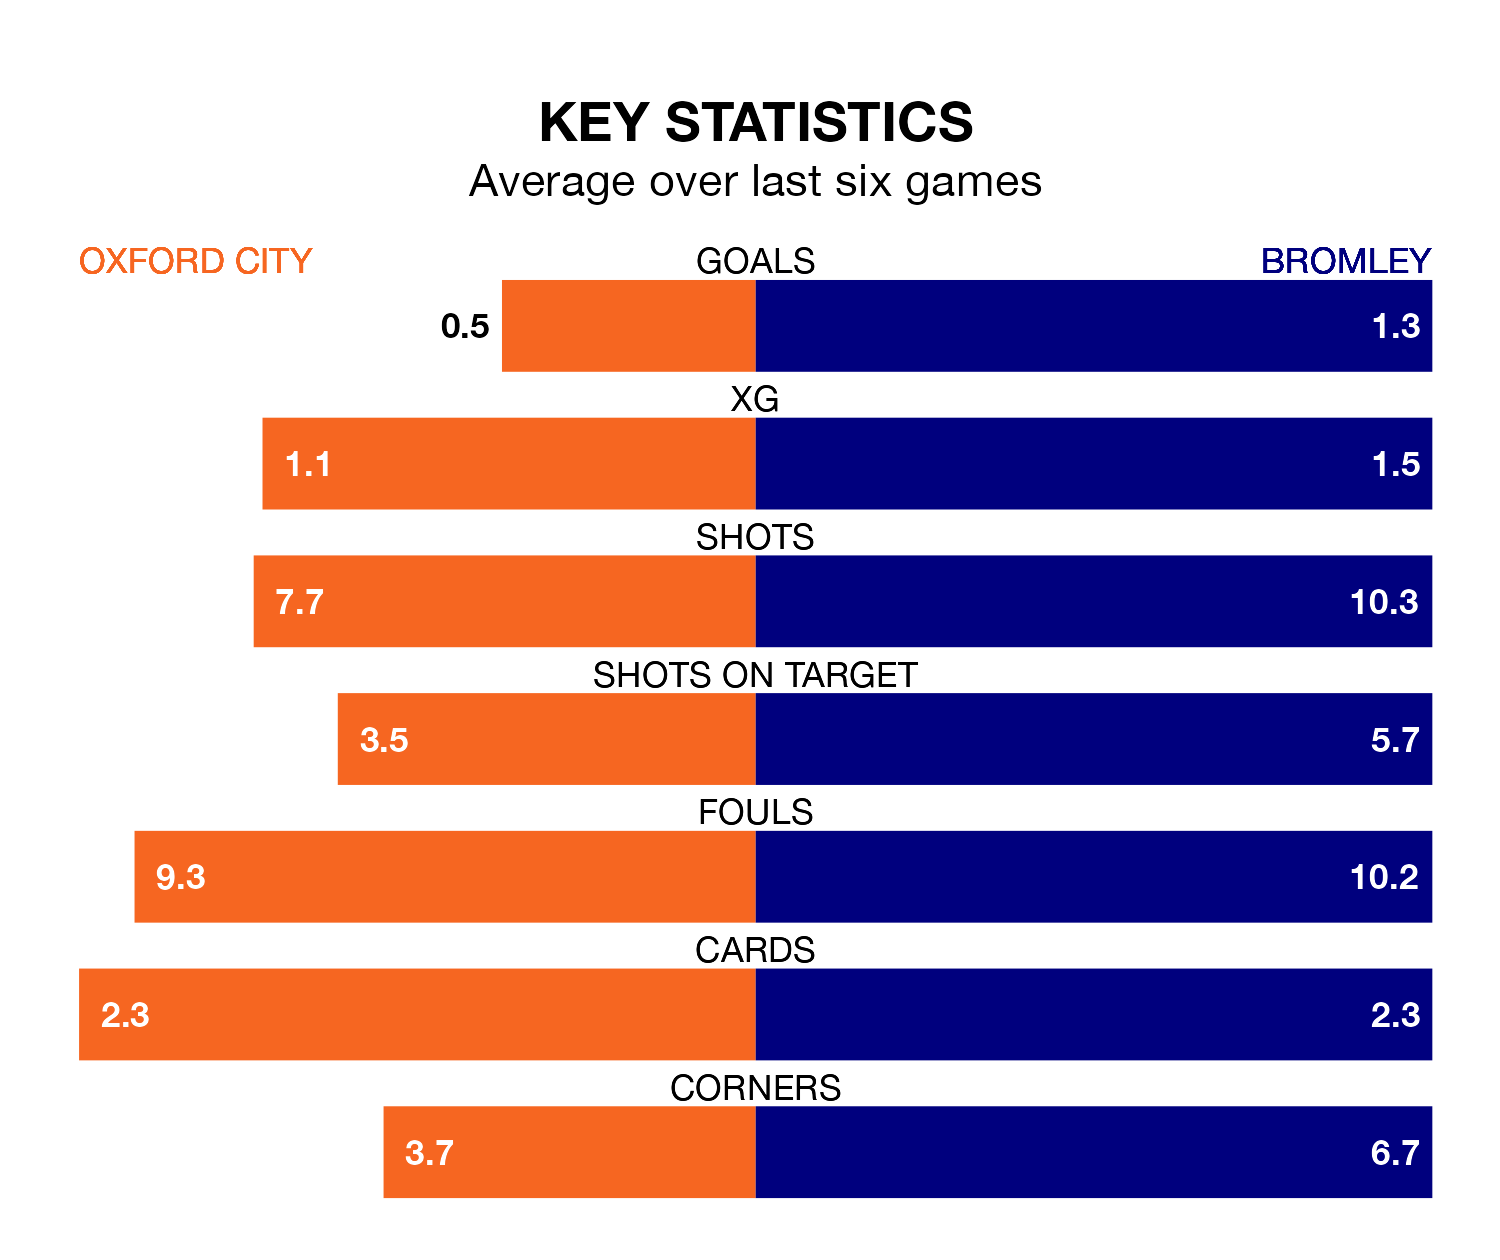 KEY STATISTICS
Average over last six games
OXFORD CITY GOALS BROMLEY
0.5 1.3
XG
1.1 1.5
SHOTS
7.7 10.3
SHOTS ON TARGET
3.5 5.7
FOULS
9.3 10.2
CARDS
2.3 2.3
CORNERS
3.7 6.7